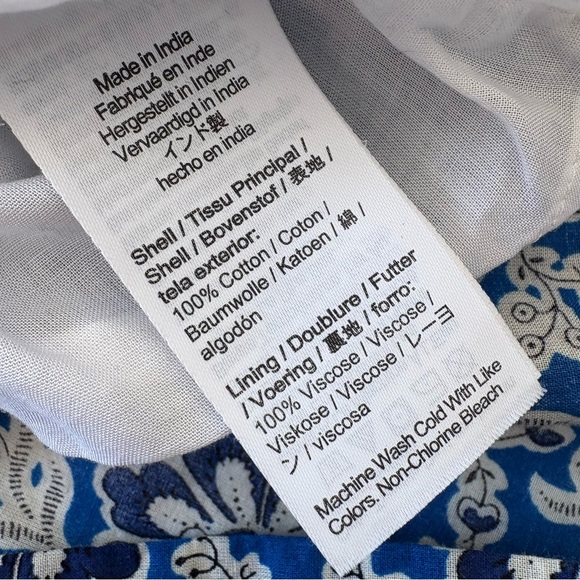 Made in India
Fabriqué en Inde
Hergestellt in Indien
Vervaardigd in India
インド製
hecho en india
Shell / Tissu Principal /
Shell / Bovenstof / 表地 /
tela exterior:
100% Cotton / Coton /
Baumwolle / Katoen / 綿 /
algodón
Lining / Doublure / Futter
/ Voering / 裏地 / forro:
100% Viscose / Viscose /
Viskose / Viscose / レーヨ
ン / viscosa
Machine Wash Cold With Like
Colors. Non-Chlorine Bleach